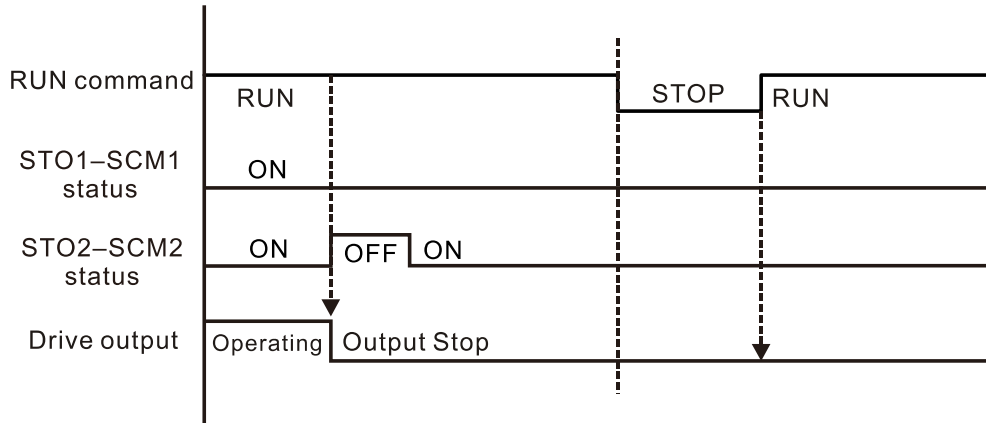 RUN command
RUN
STOP
RUN
STO1–SCM1
status
ON
STO2–SCM2
status
ON
OFF
ON
Drive output
Operating
Output Stop